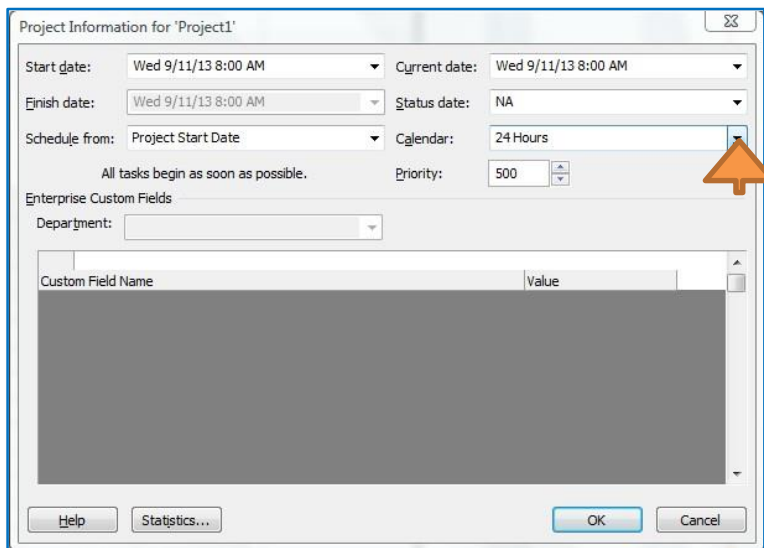 Project Information for 'Project1'
Start date: Wed 9/11/13 8:00 AM Current date: Wed 9/11/13 8:00 AM
Finish date: Wed 9/11/13 8:00 AM Status date: NA
Schedule from: Project Start Date Calendar: 24 Hours
All tasks begin as soon as possible. Priority: 500
Enterprise Custom Fields
Department:
Custom Field Name Value
Help Statistics... OK Cancel